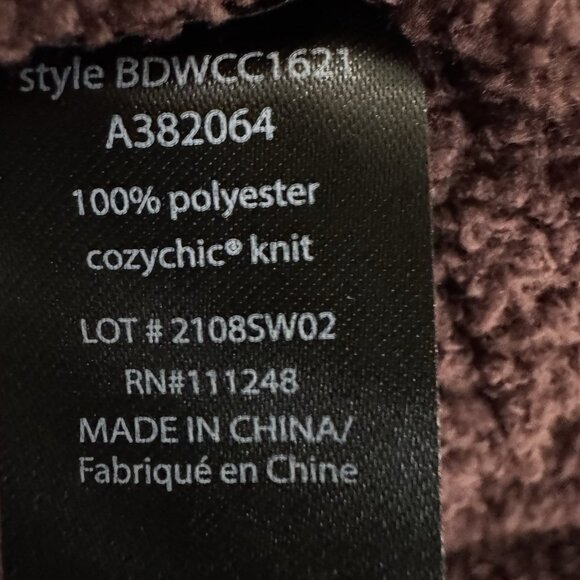 style BDWCC1621
A382064
100% polyester
cozychic® knit
LOT # 2108SW02
RN#111248
MADE IN CHINA/
Fabriqué en Chine